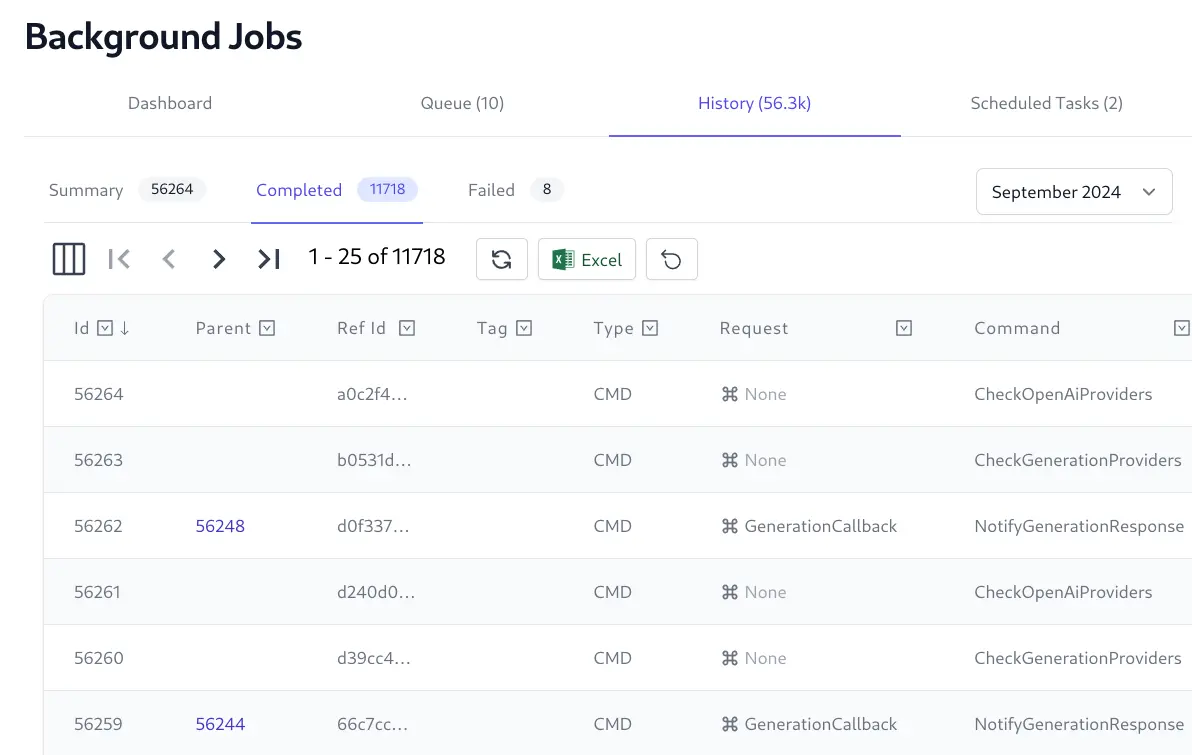 Background Jobs
Dashboard Queue (10) History (56.3k) Scheduled Tasks (2)
Summary 56264 Completed 11718 Failed 8 September 2024
1 - 25 of 11718 Excel
Id Parent Ref Id Tag Type Request Command
56264 a0c2f4... CMD None CheckOpenAiProviders
56263 b0531d... CMD None CheckGenerationProviders
56262 56248 d0f337... CMD GenerationCallback NotifyGenerationResponse
56261 d240d0... CMD None CheckOpenAiProviders
56260 d39cc4... CMD None CheckGenerationProviders
56259 56244 66c7cc... CMD GenerationCallback NotifyGenerationResponse